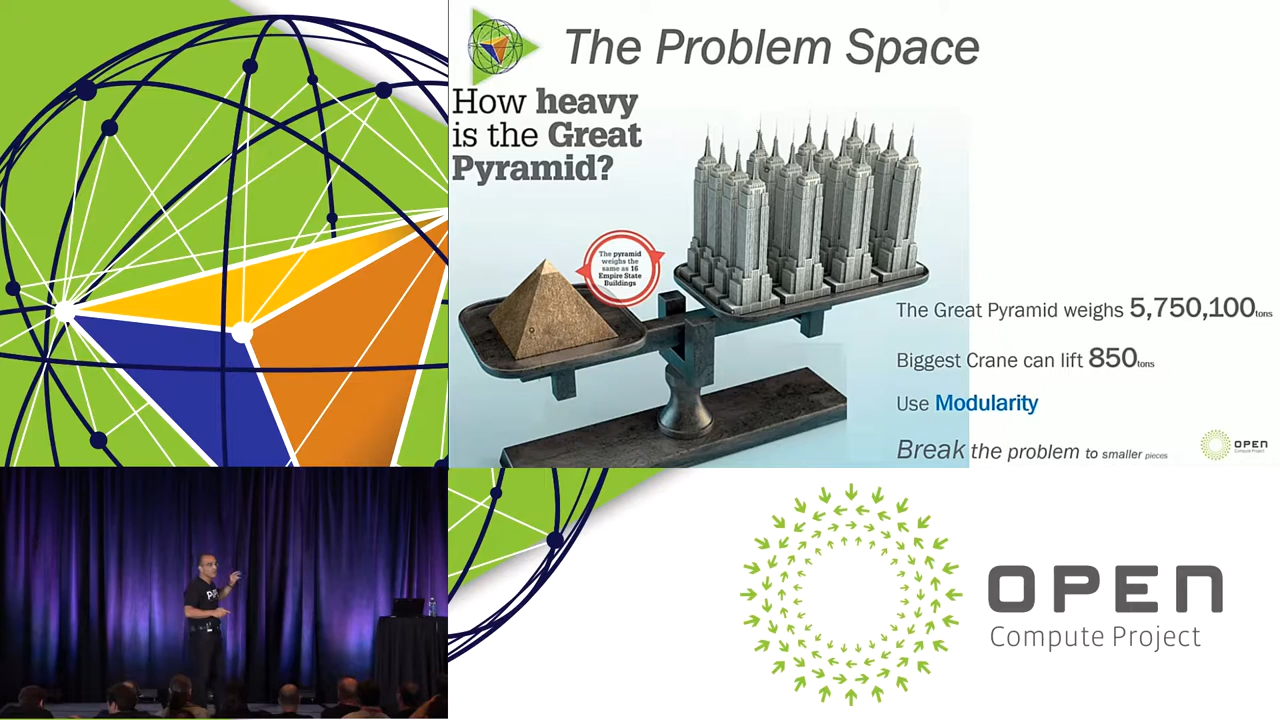 The Problem Space
How heavy
is the Great
Pyramid?
The pyramid
weighs the
same as 16
Empire State
Buildings
The Great Pyramid weighs 5,750,100tons
Biggest Crane can lift 850tons
Use Modularity
Break the problem to smaller pieces
OPEN
Compute Project
OPEN
Compute Project